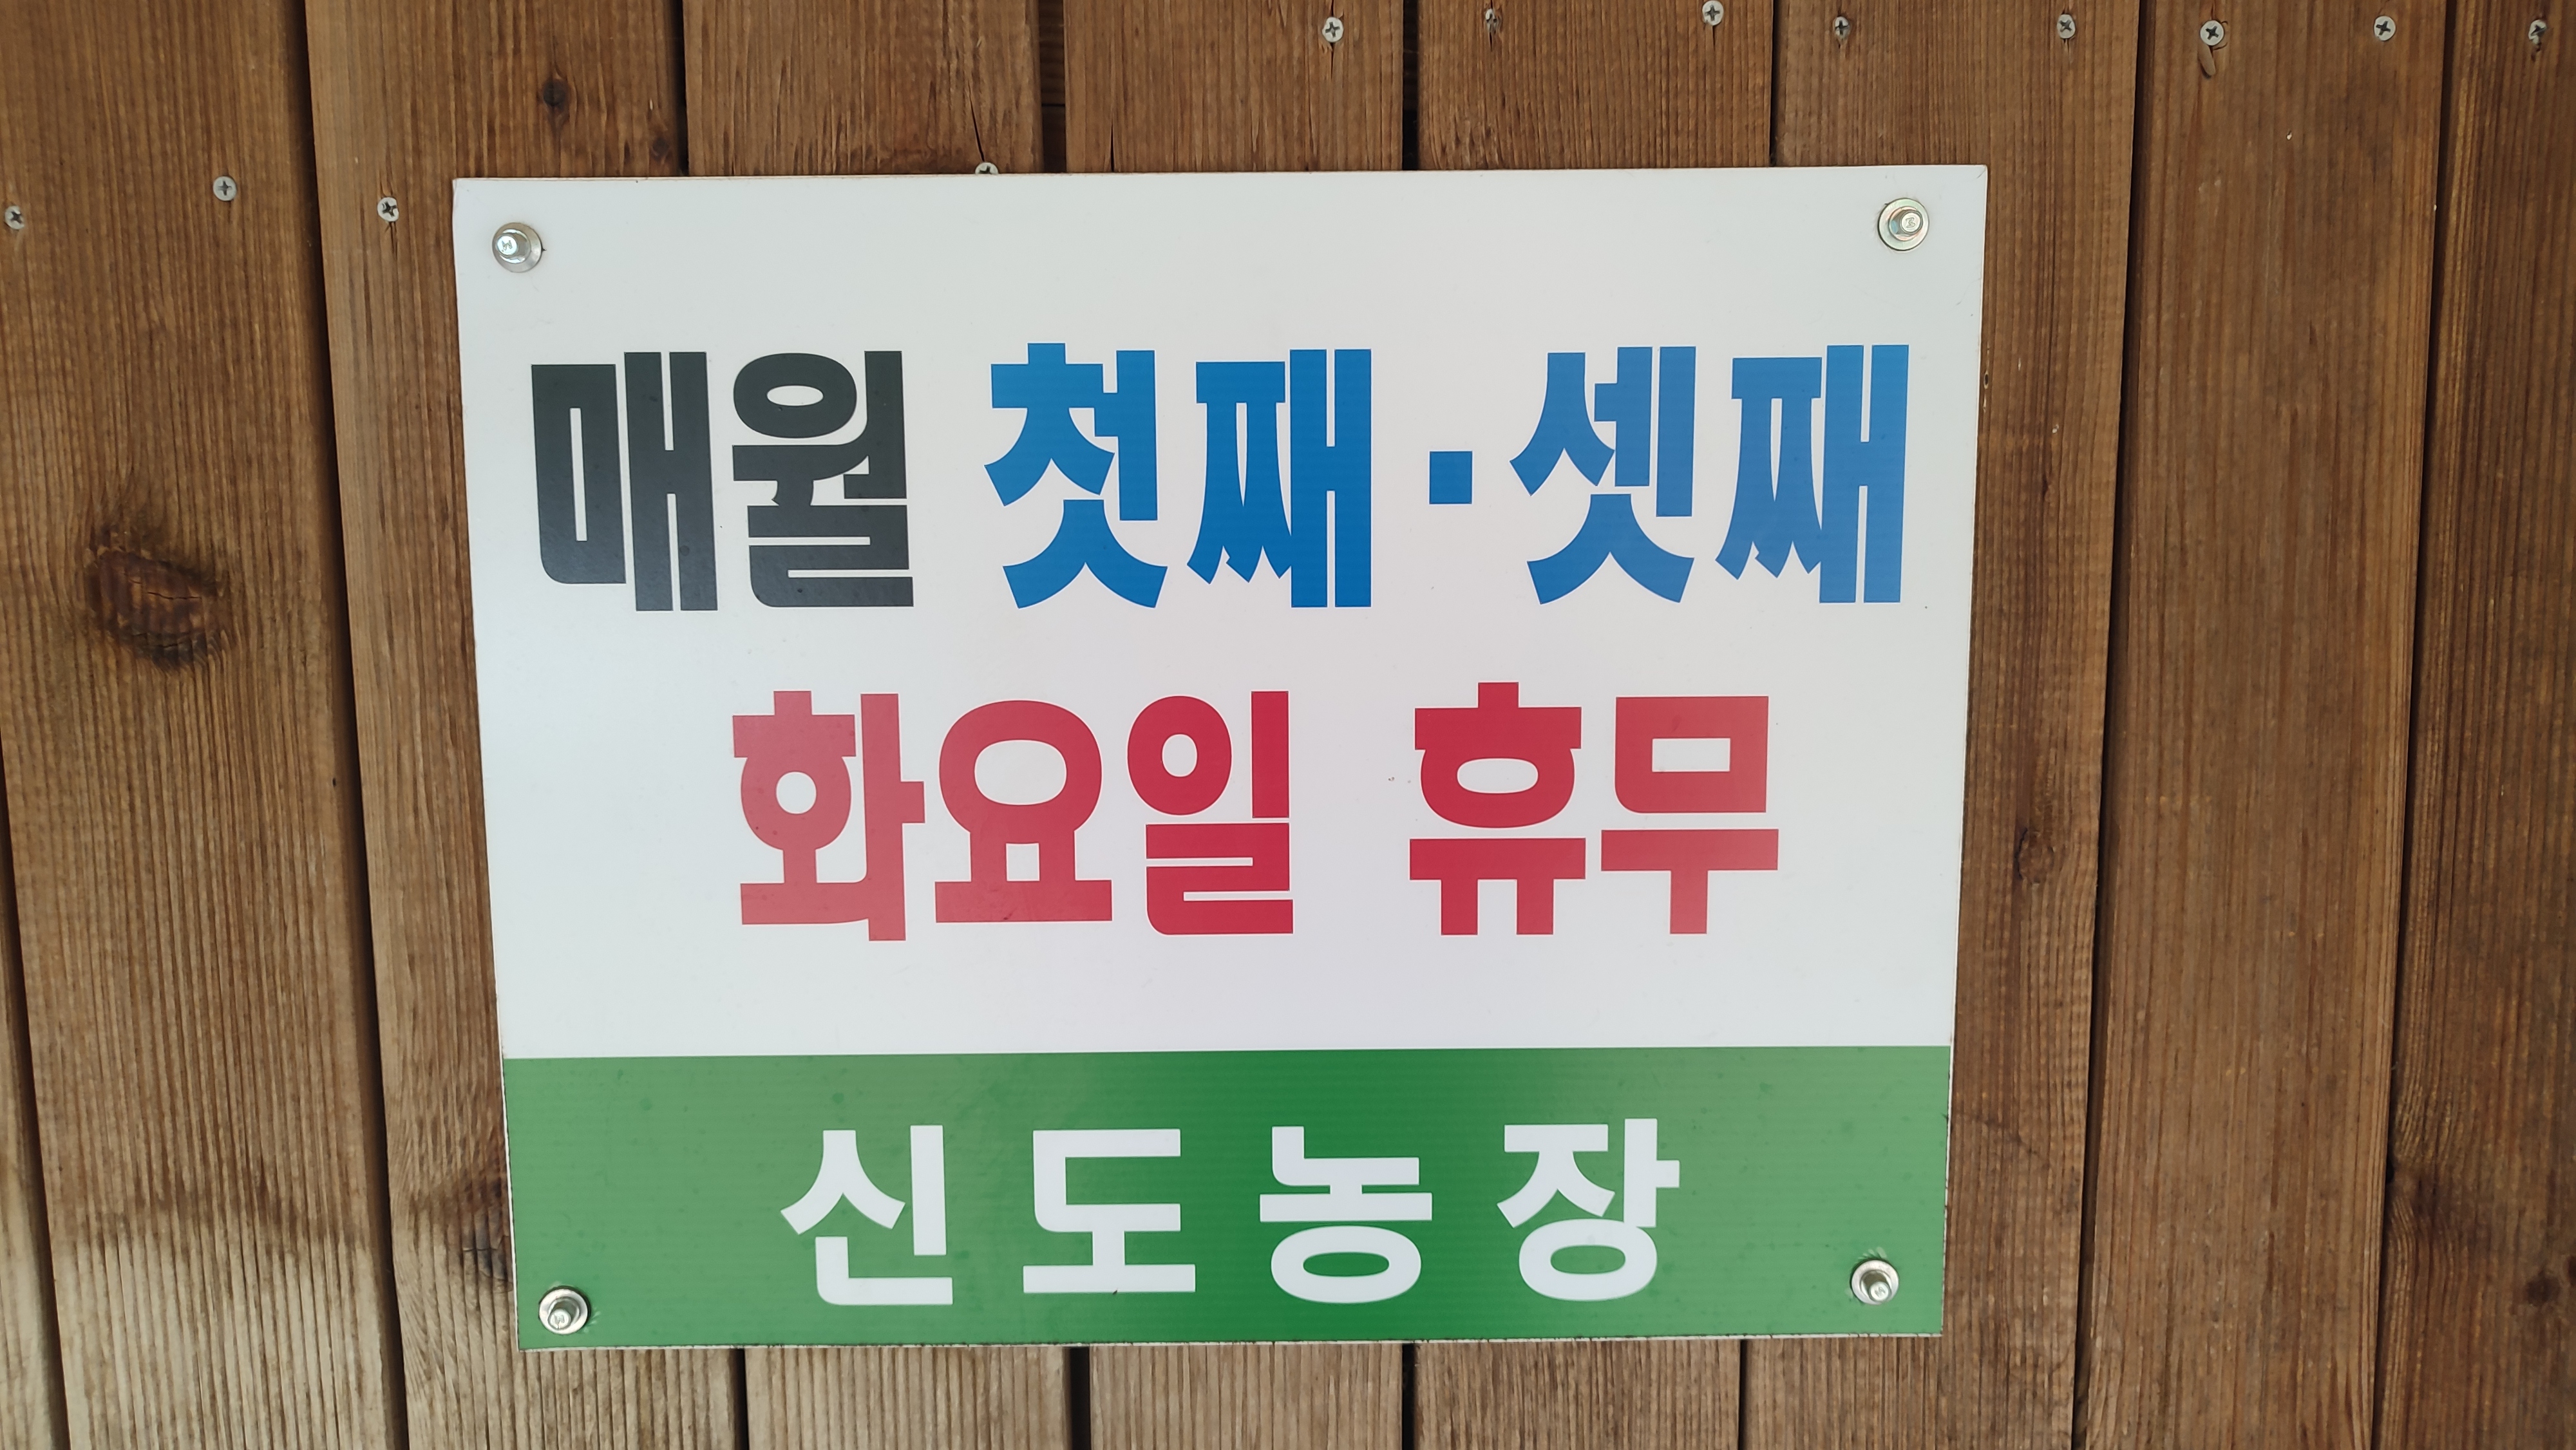 매월 첫째·셋째
화요일 휴무
신도농장